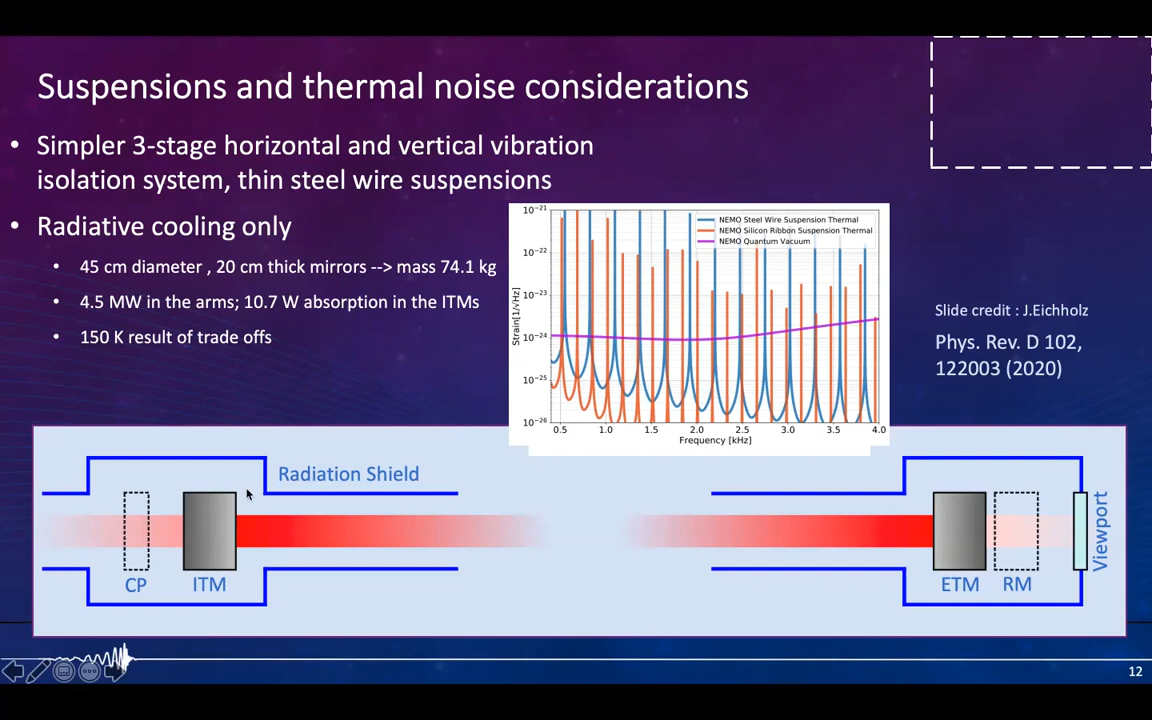 Suspensions and thermal noise considerations
• Simpler 3-stage horizontal and vertical vibration
isolation system, thin steel wire suspensions
• Radiative cooling only
• 45 cm diameter , 20 cm thick mirrors --> mass 74.1 kg
• 4.5 MW in the arms; 10.7 W absorption in the ITMs
• 150 K result of trade offs
NEMO Steel Wire Suspension Thermal
NEMO Silicon Ribbon Suspension Thermal
NEMO Quantum Vacuum
Strain[1/√Hz]
10⁻²¹
10⁻²²
10⁻²³
10⁻²⁴
10⁻²⁵
10⁻²⁶
0.5 1.0 1.5 2.0 2.5 3.0 3.5 4.0
Frequency [kHz]
Slide credit : J.Eichholz
Phys. Rev. D 102,
122003 (2020)
Radiation Shield
CP ITM
ETM RM
Viewport
12